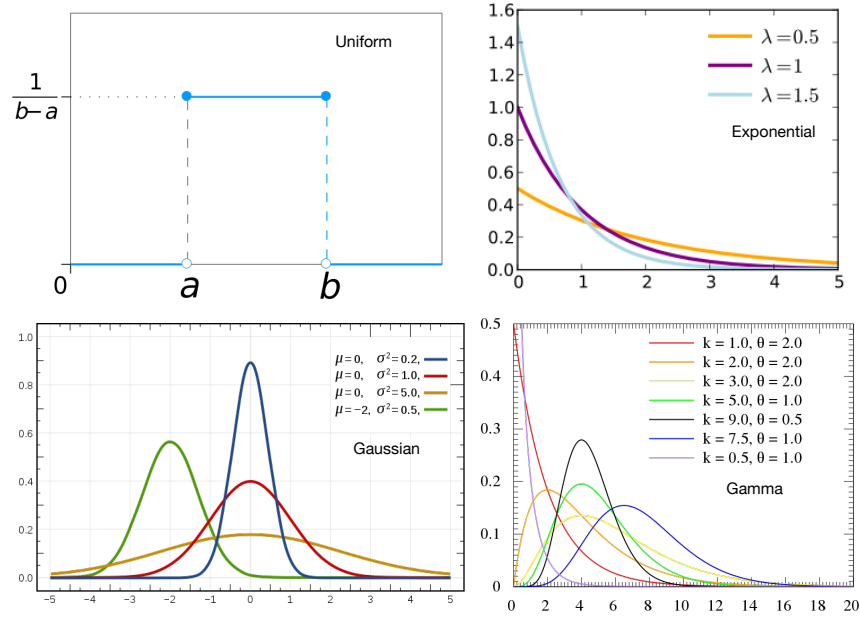 Uniform
1
b−a
0
a
b
1.6
1.4
1.2
1.0
0.8
0.6
0.4
0.2
0.0
0 1 2 3 4 5
λ=0.5
λ=1
λ=1.5
Exponential
1.0
0.8
0.6
0.4
0.2
0.0
−5 −4 −3 −2 −1 0 1 2 3 4 5
μ=0, σ²=0.2,
μ=0, σ²=1.0,
μ=0, σ²=5.0,
μ=−2, σ²=0.5,
Gaussian
0.5
0.4
0.3
0.2
0.1
0
0 2 4 6 8 10 12 14 16 18 20
k = 1.0, θ = 2.0
k = 2.0, θ = 2.0
k = 3.0, θ = 2.0
k = 5.0, θ = 1.0
k = 9.0, θ = 0.5
k = 7.5, θ = 1.0
k = 0.5, θ = 1.0
Gamma